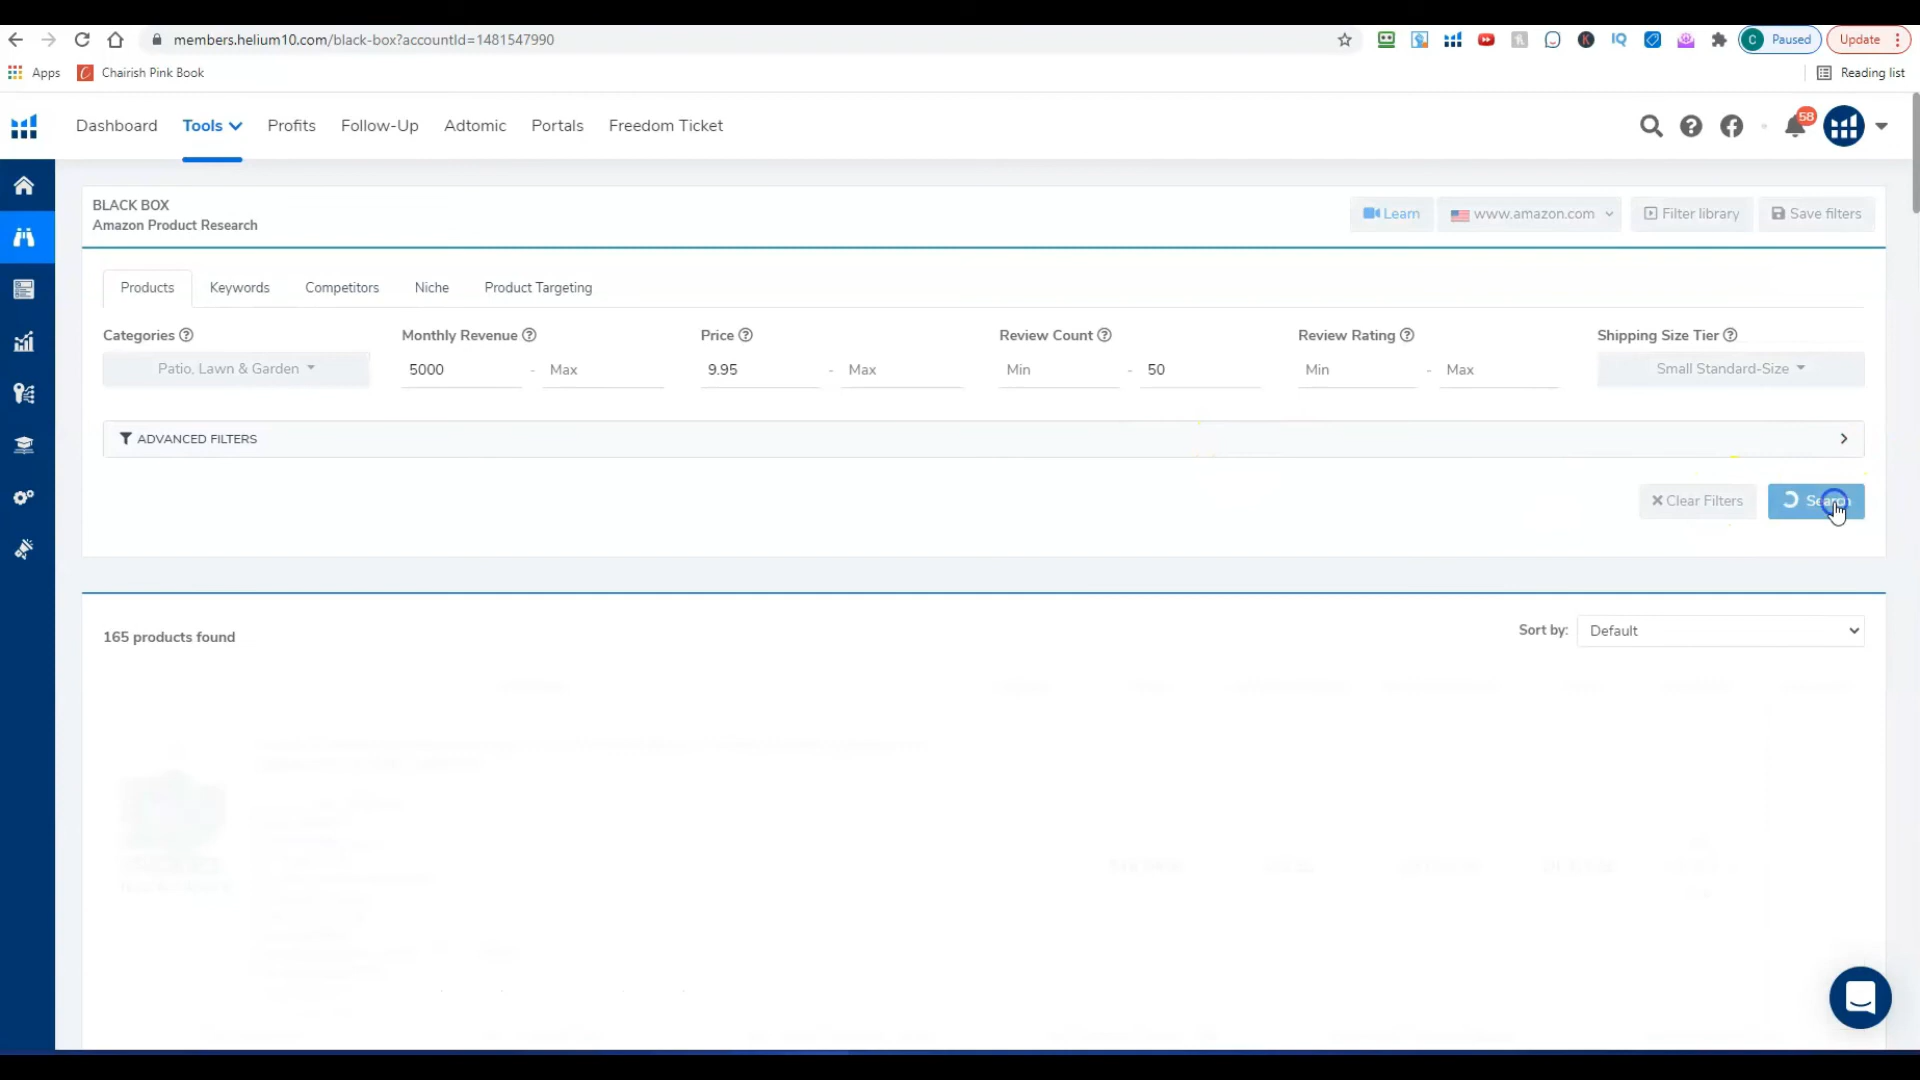 members.helium10.com/black-box?accountId=1481547990
C Paused
Update
Apps
Chairish Pink Book
Reading list
Dashboard
Tools
Profits
Follow-Up
Adtomic
Portals
Freedom Ticket
58
BLACK BOX
Amazon Product Research
Learn
www.amazon.com
Filter library
Save filters
Products
Keywords
Competitors
Niche
Product Targeting
Categories
Monthly Revenue
Price
Review Count
Review Rating
Shipping Size Tier
Patio, Lawn & Garden
5000 - Max
9.95 - Max
Min - 50
Min - Max
Small Standard-Size
ADVANCED FILTERS
Clear Filters
Search
165 products found
Sort by:
Default